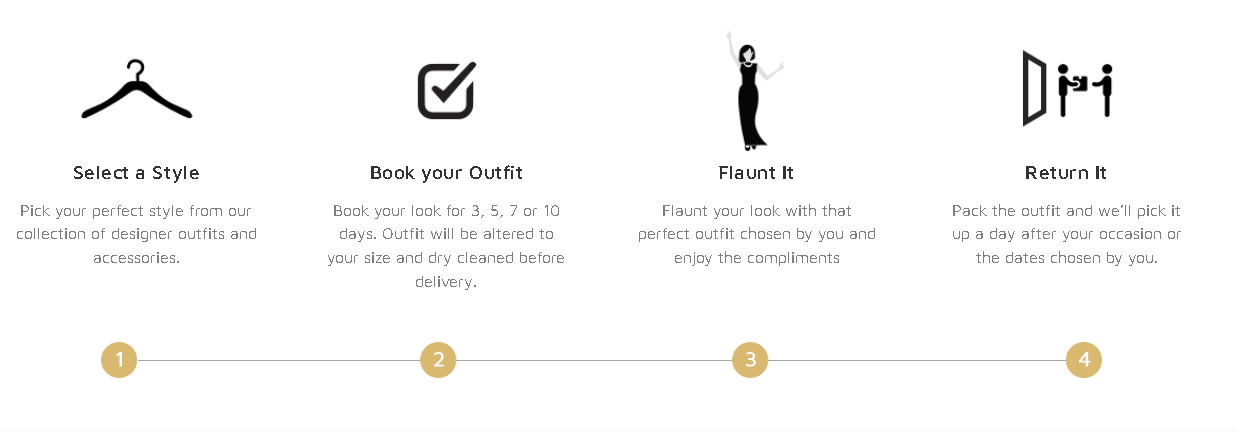 Select a Style
Pick your perfect style from our
collection of designer outfits and
accessories.
Book your Outfit
Book your look for 3, 5, 7 or 10
days. Outfit will be altered to
your size and dry cleaned before
delivery.
Flaunt It
Flaunt your look with that
perfect outfit chosen by you and
enjoy the compliments
Return It
Pack the outfit and we'll pick it
up a day after your occasion or
the dates chosen by you.
1
2
3
4